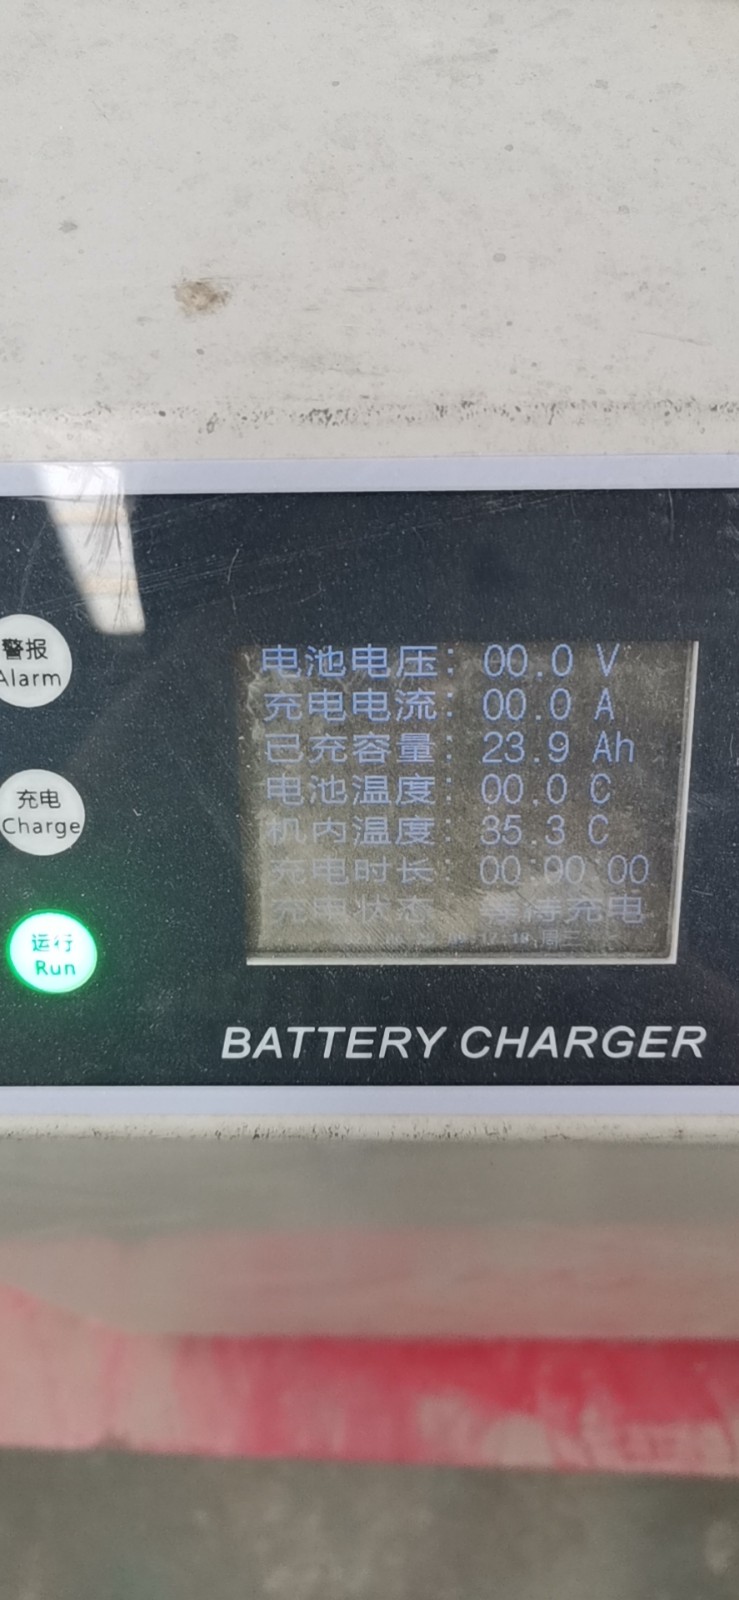 警报
Alarm
充电
Charge
运行
Run
电池电压: 00.0 V
充电电流: 00.0 A
已充容量: 23.9 Ah
电池温度: 00.0 C
机内温度: 35.3 C
充电时长: 00:00:00
充电状态: 等待充电
BATTERY CHARGER